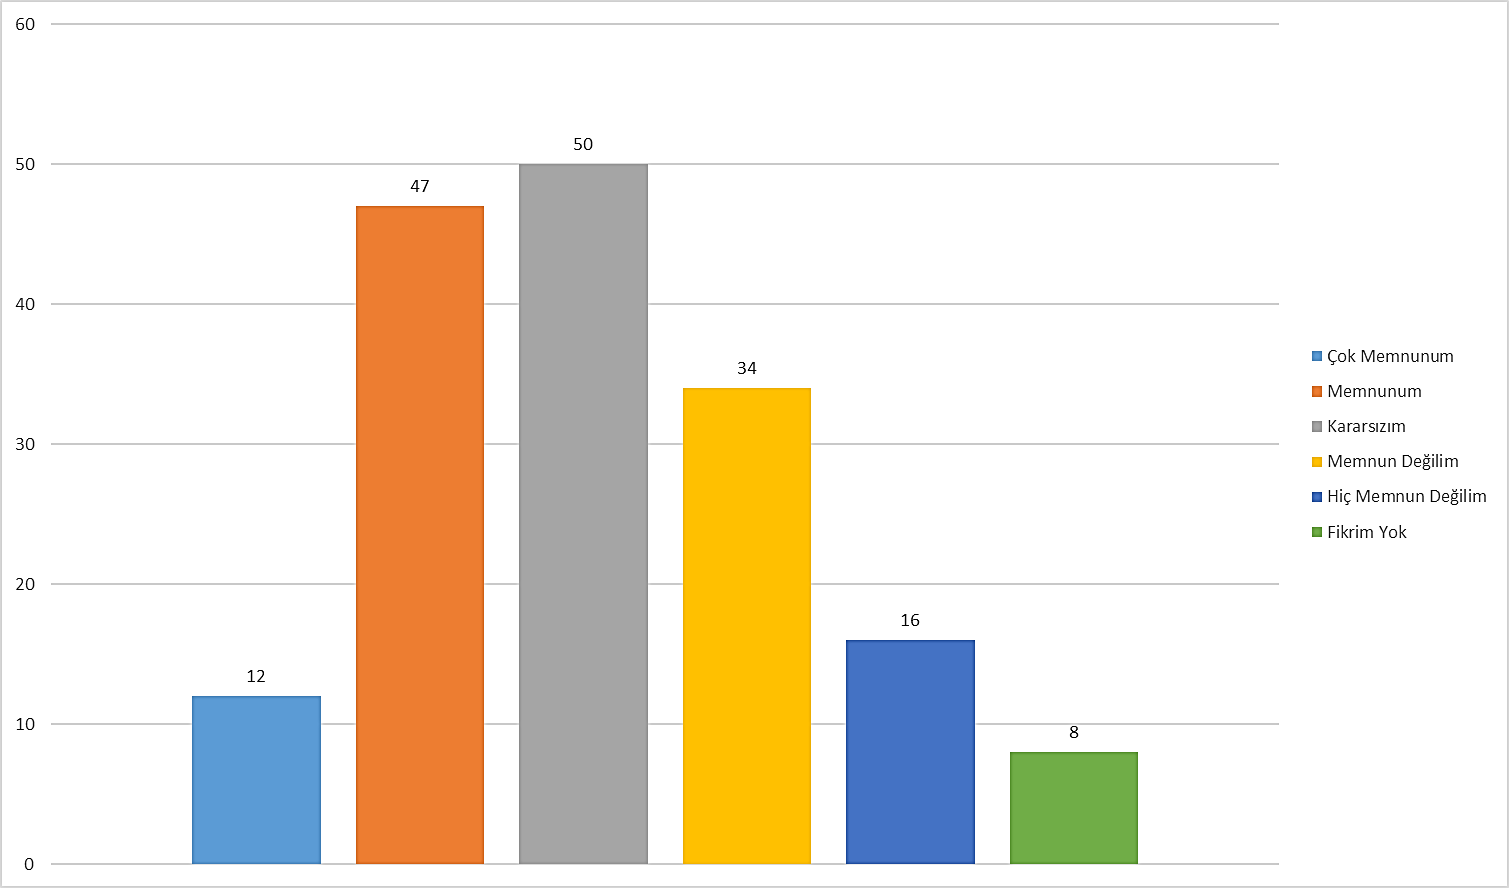 60
50
40
30
20
10
0
12
47
50
34
16
8
Çok Memnunum
Memnunum
Kararsızım
Memnun Değilim
Hiç Memnun Değilim
Fikrim Yok